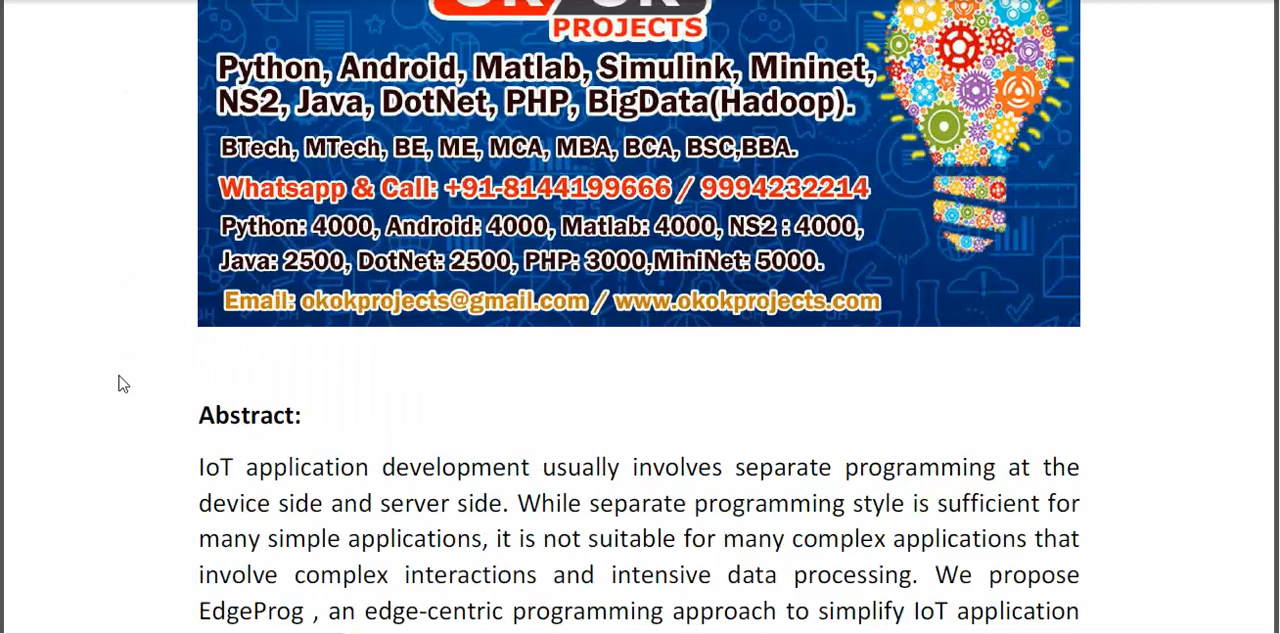 OK/OK
PROJECTS
Python, Android, Matlab, Simulink, Mininet,
NS2, Java, DotNet, PHP, BigData(Hadoop).
BTech, MTech, BE, ME, MCA, MBA, BCA, BSC,BBA.
Whatsapp & Call: +91-8144199666 / 9994232214
Python: 4000, Android: 4000, Matlab: 4000, NS2 : 4000,
Java: 2500, DotNet: 2500, PHP: 3000,MiniNet: 5000.
Email: okokprojects@gmail.com / www.okokprojects.com
Abstract:
IoT application development usually involves separate programming at the
device side and server side. While separate programming style is sufficient for
many simple applications, it is not suitable for many complex applications that
involve complex interactions and intensive data processing. We propose
EdgeProg , an edge-centric programming approach to simplify IoT application